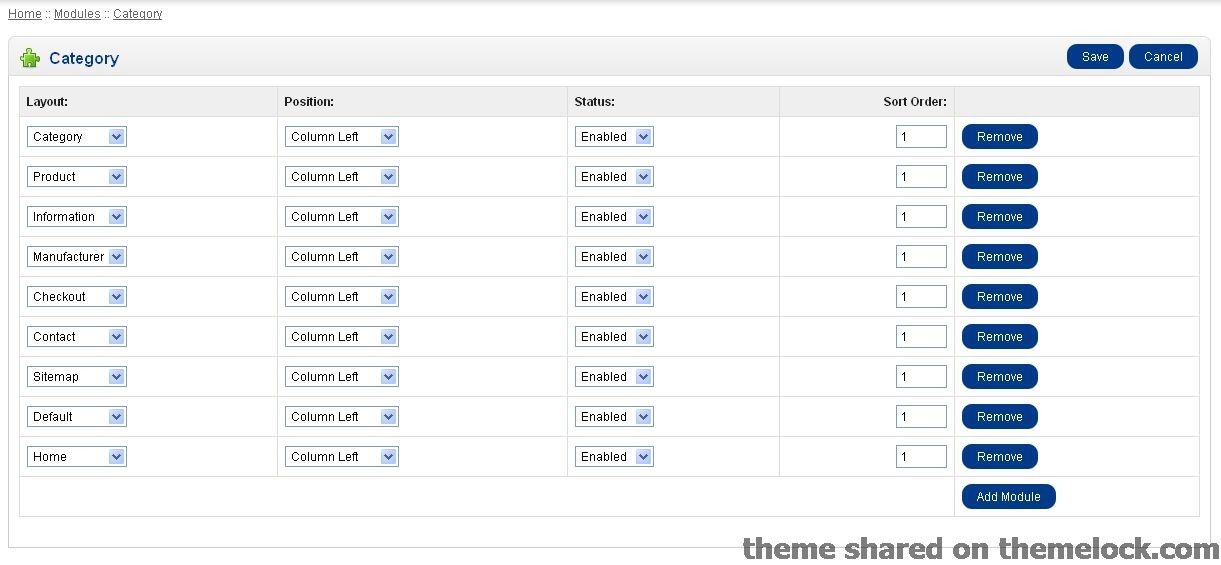 Home :: Modules :: Category
Category Save Cancel
Layout: Position: Status: Sort Order:
Category Column Left Enabled 1 Remove
Product Column Left Enabled 1 Remove
Information Column Left Enabled 1 Remove
Manufacturer Column Left Enabled 1 Remove
Checkout Column Left Enabled 1 Remove
Contact Column Left Enabled 1 Remove
Sitemap Column Left Enabled 1 Remove
Default Column Left Enabled 1 Remove
Home Column Left Enabled 1 Remove
Add Module
theme shared on themelock.com